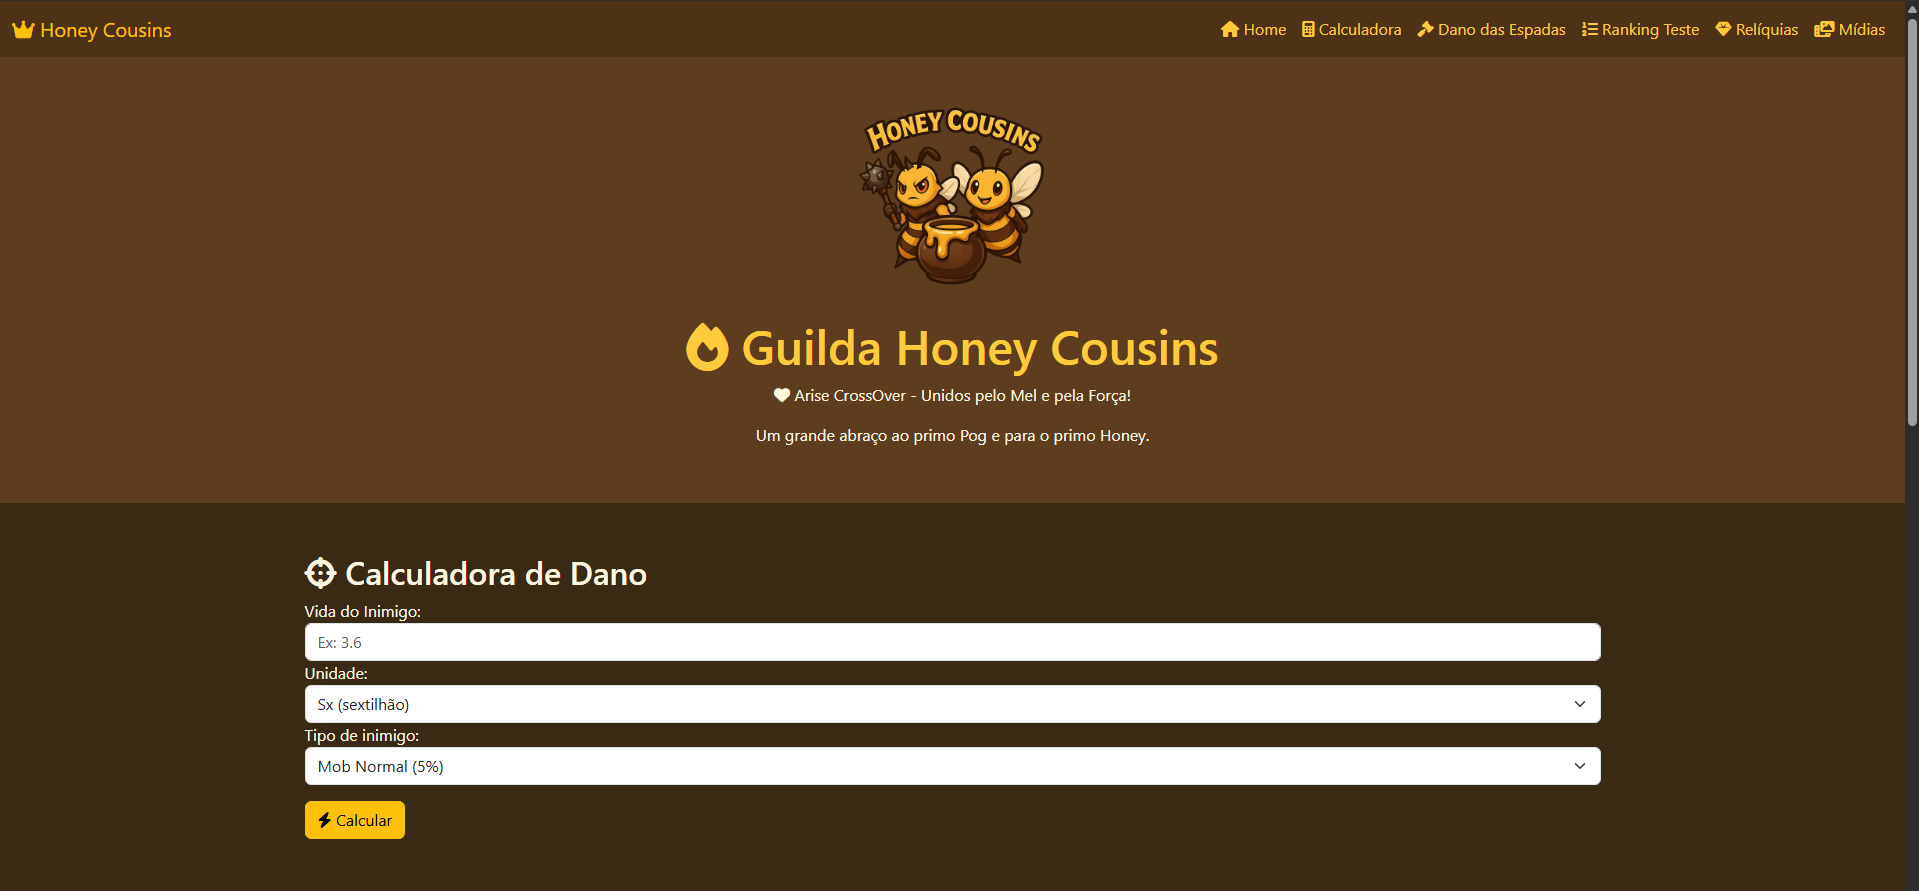 Honey Cousins
Home Calculadora Dano das Espadas Ranking Teste Relíquias Mídias
HONEY COUSINS
Guilda Honey Cousins
Arise CrossOver - Unidos pelo Mel e pela Força!
Um grande abraço ao primo Pog e para o primo Honey.
Calculadora de Dano
Vida do Inimigo:
Ex: 3.6
Unidade:
Sx (sextilhão)
Tipo de inimigo:
Mob Normal (5%)
Calcular